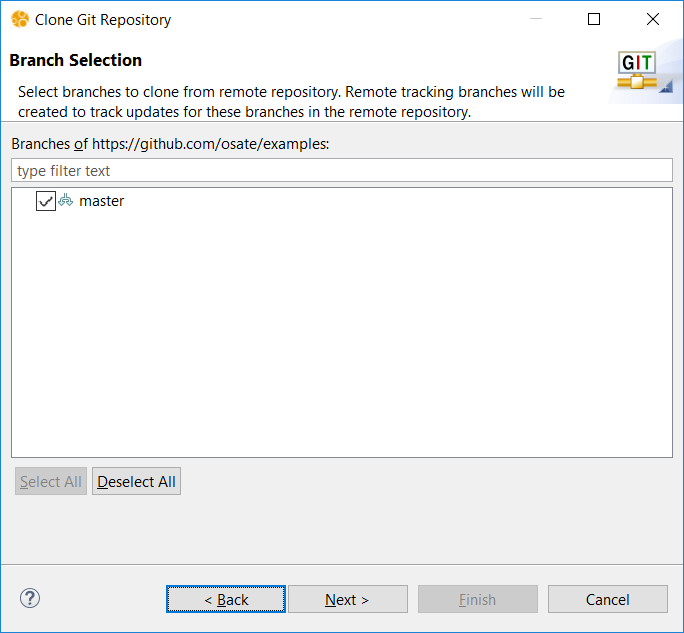 Clone Git Repository
Branch Selection
GIT
Select branches to clone from remote repository. Remote tracking branches will be
created to track updates for these branches in the remote repository.
Branches of https://github.com/osate/examples:
type filter text
master
Select All Deselect All
? < Back Next > Finish Cancel